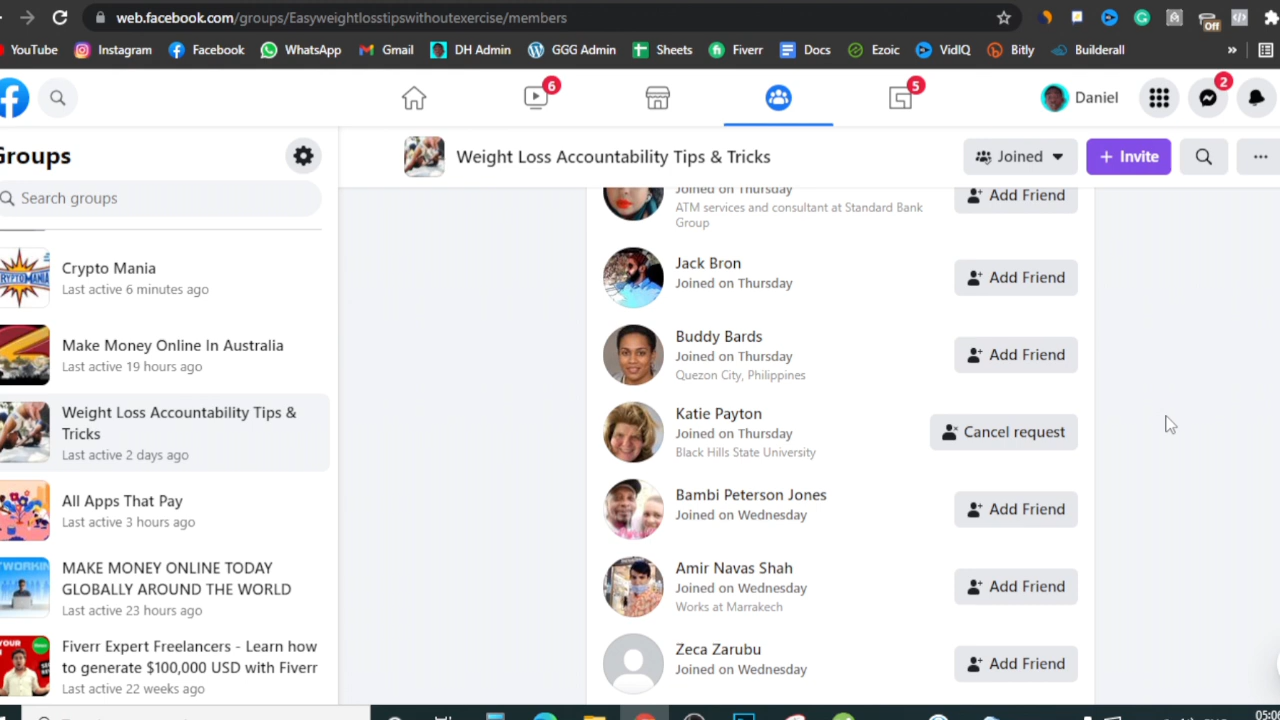 web.facebook.com/groups/Easyweightlosstipswithoutexercise/members
Off
YouTube Instagram Facebook WhatsApp Gmail DH Admin GGG Admin Sheets Fiverr Docs Ezoic VidIQ Bitly Builderall »
6
5
Daniel
2
Groups
Search groups
Crypto Mania
Last active 6 minutes ago
Make Money Online In Australia
Last active 19 hours ago
Weight Loss Accountability Tips &
Tricks
Last active 2 days ago
All Apps That Pay
Last active 3 hours ago
MAKE MONEY ONLINE TODAY
GLOBALLY AROUND THE WORLD
Last active 23 hours ago
Fiverr Expert Freelancers - Learn how
to generate $100,000 USD with Fiverr
Last active 22 weeks ago
Weight Loss Accountability Tips & Tricks
Joined
+ Invite
Joined on Thursday
ATM services and consultant at Standard Bank
Group
Add Friend
Jack Bron
Joined on Thursday
Add Friend
Buddy Bards
Joined on Thursday
Quezon City, Philippines
Add Friend
Katie Payton
Joined on Thursday
Black Hills State University
Cancel request
Bambi Peterson Jones
Joined on Wednesday
Add Friend
Amir Navas Shah
Joined on Wednesday
Works at Marrakech
Add Friend
Zeca Zarubu
Joined on Wednesday
Add Friend